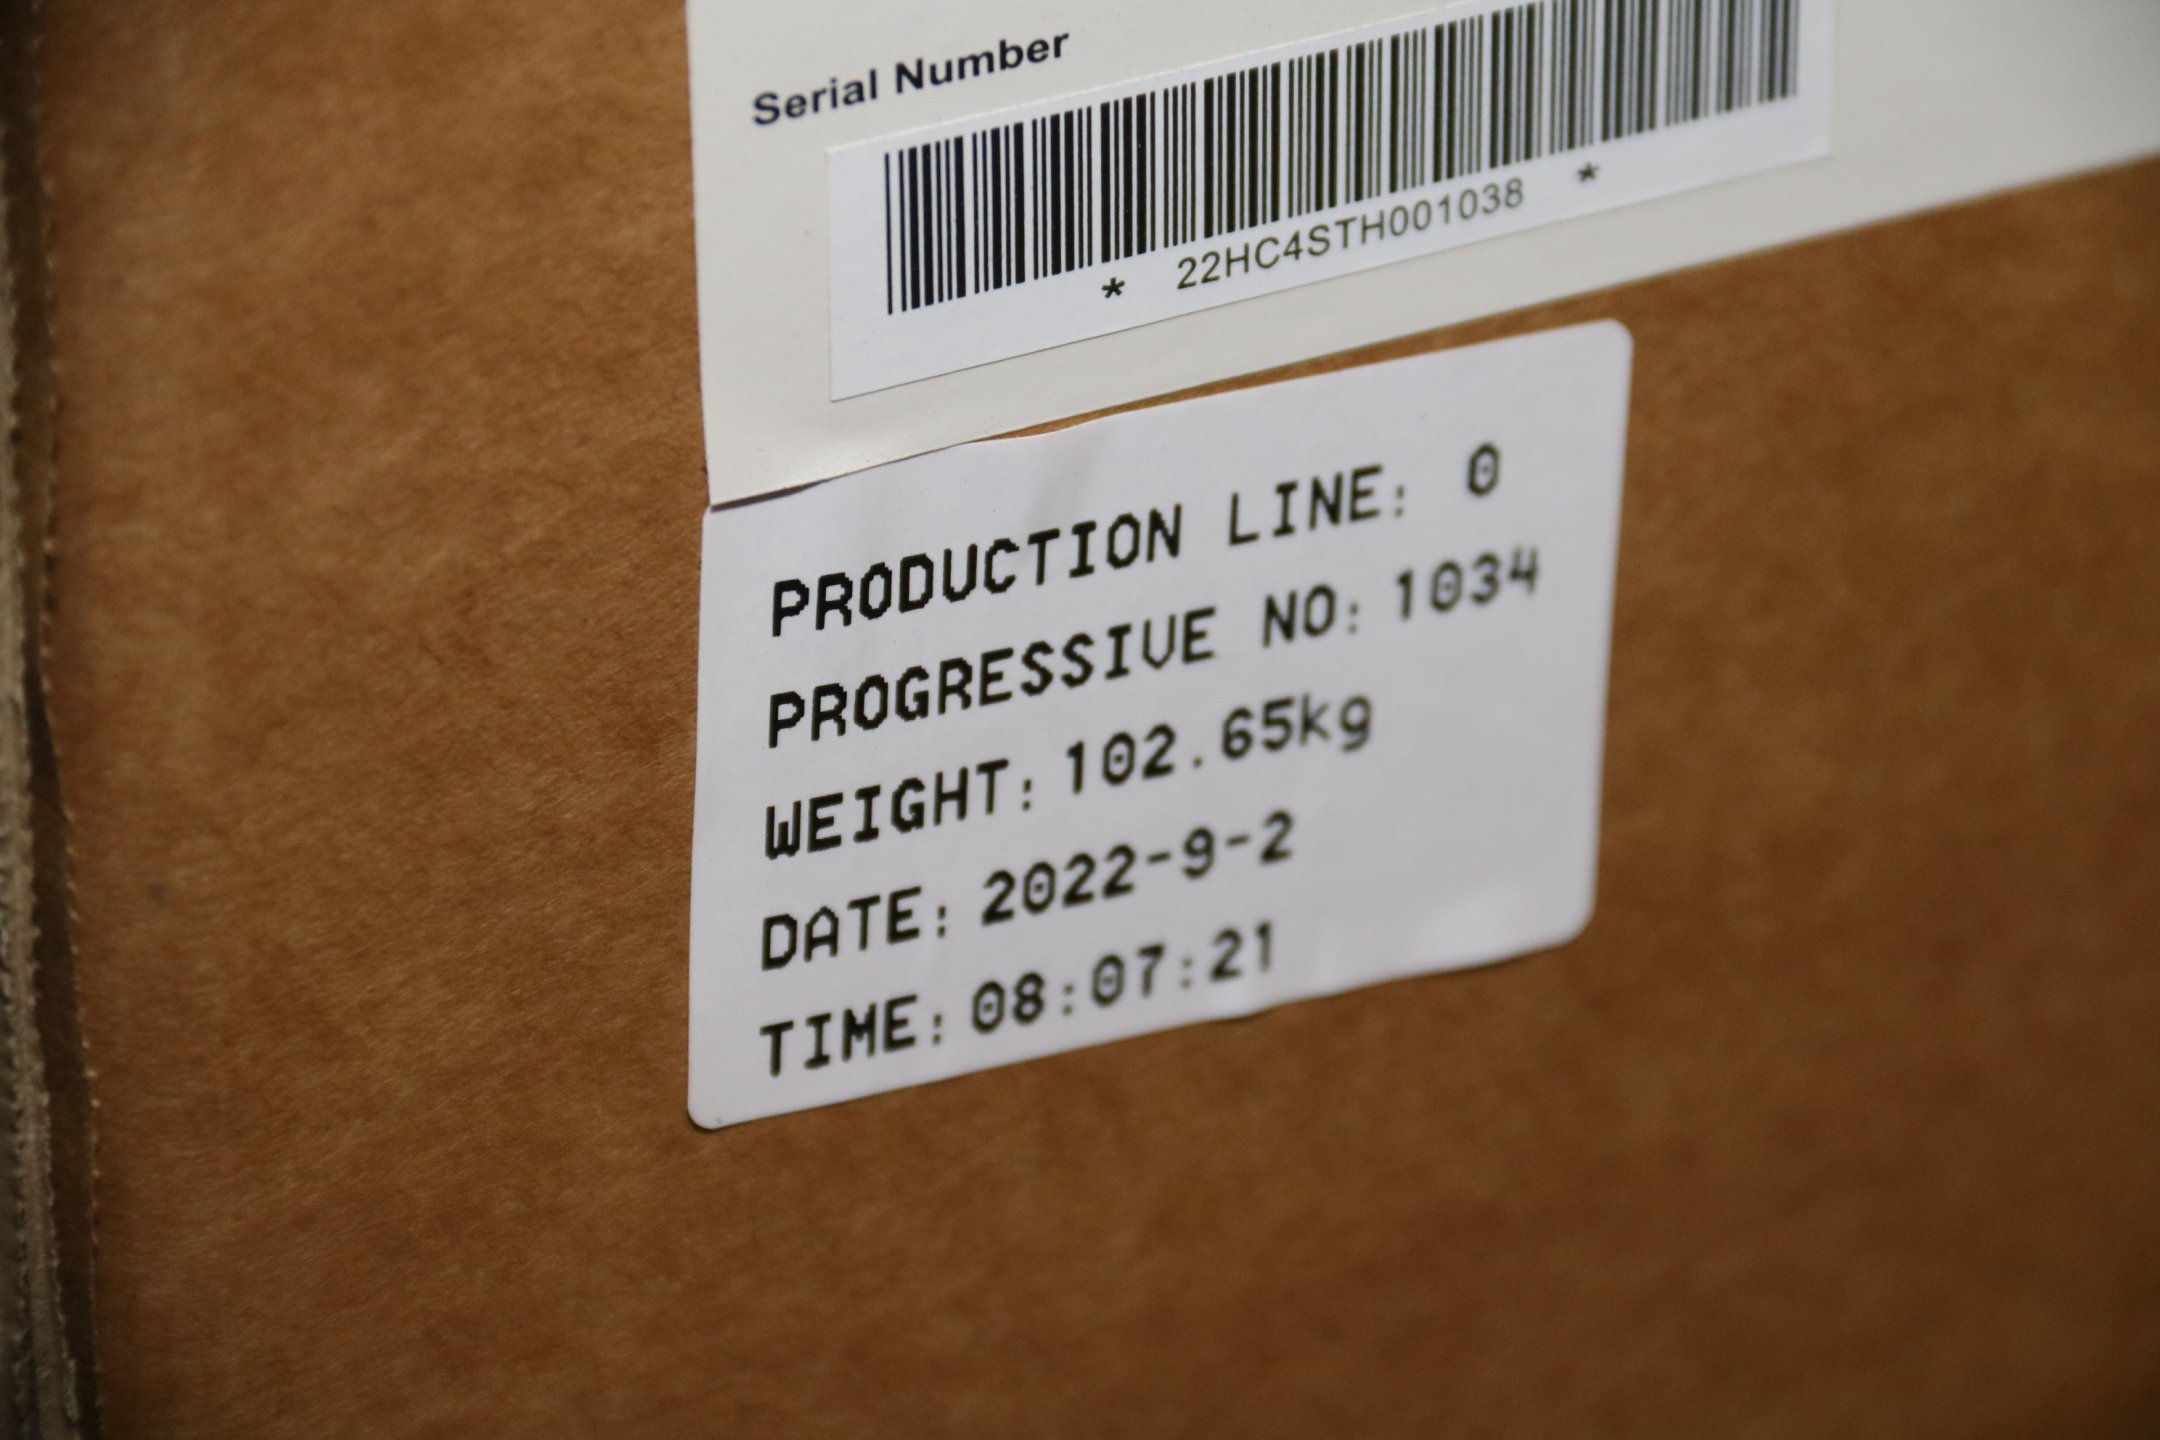 Serial Number
* 22HC4STH001038 *
PRODUCTION LINE: 0
PROGRESSIVE NO: 1034
WEIGHT: 102.65kg
DATE: 2022-9-2
TIME: 08:07:21